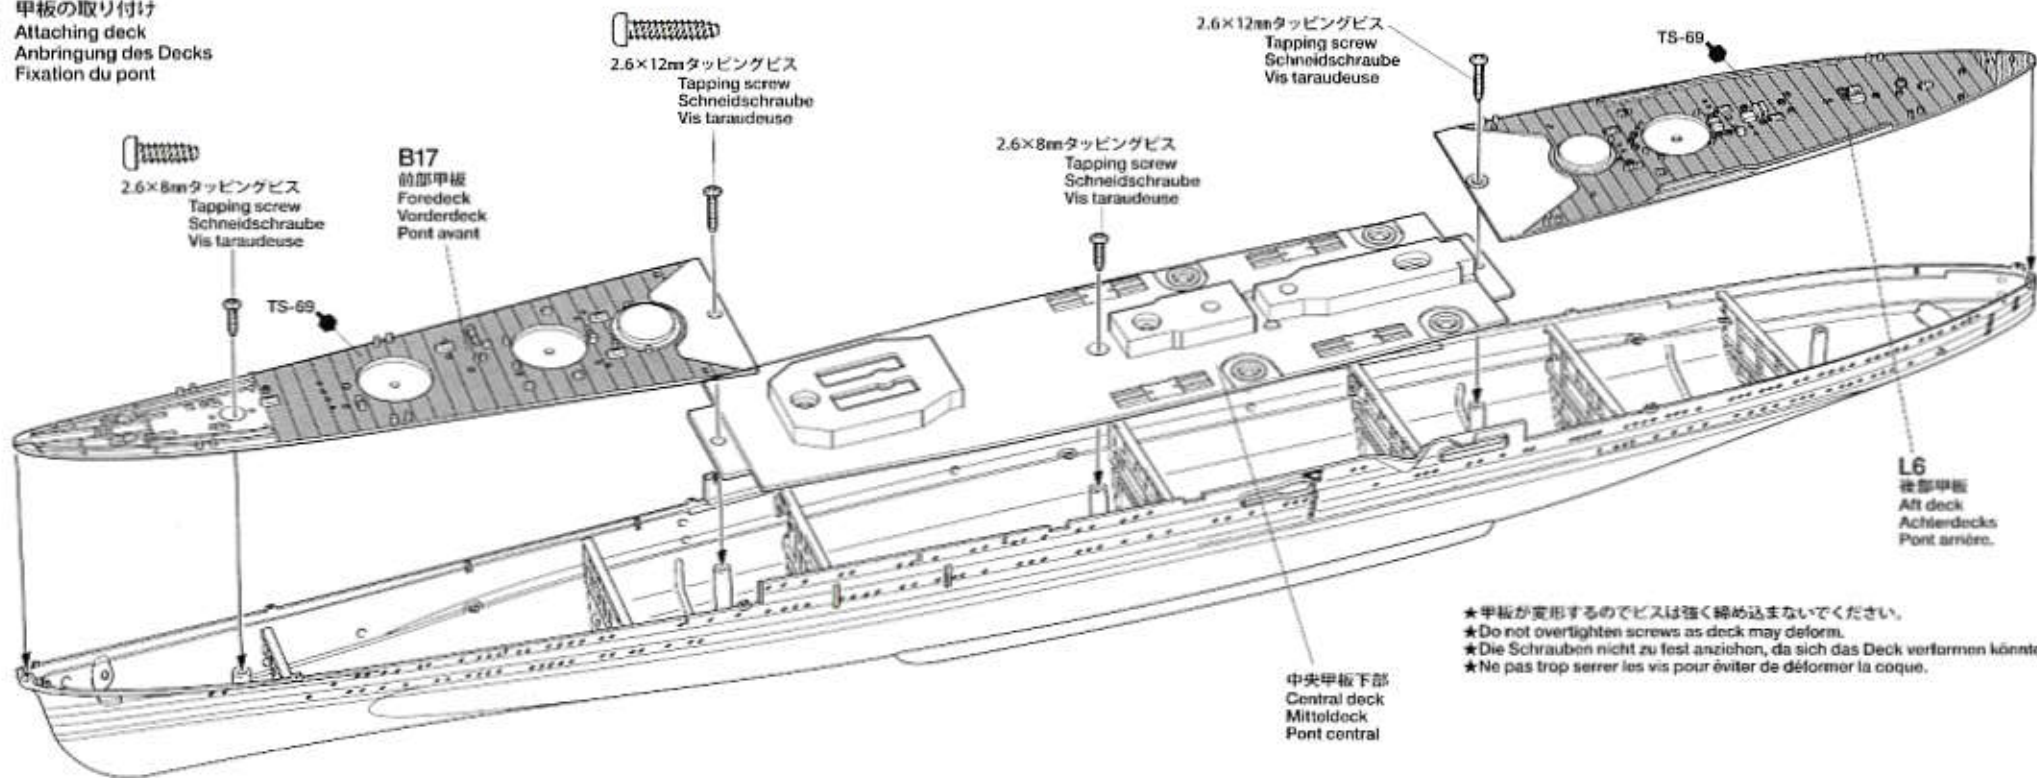 甲板の取り付け
Attaching deck
Anbringung des Decks
Fixation du pont
2.6×8mmタッピングビス
Tapping screw
Schneidschraube
Vis taraudeuse
TS-69
B17
前部甲板
Foredeck
Vorderdeck
Pont avant
2.6×12mmタッピングビス
Tapping screw
Schneidschraube
Vis taraudeuse
2.6×8mmタッピングビス
Tapping screw
Schneidschraube
Vis taraudeuse
2.6×12mmタッピングビス
Tapping screw
Schneidschraube
Vis taraudeuse
TS-69
L6
後部甲板
Aft deck
Achterdecks
Pont arrière.
中央甲板下部
Central deck
Mitteldeck
Pont central
★甲板が変形するのでビスは強く締め込まないでください。
★Do not overtighten screws as deck may deform.
★Die Schrauben nicht zu fest anziehen, da sich das Deck verformen könnte
★Ne pas trop serrer les vis pour éviter de déformer la coque.